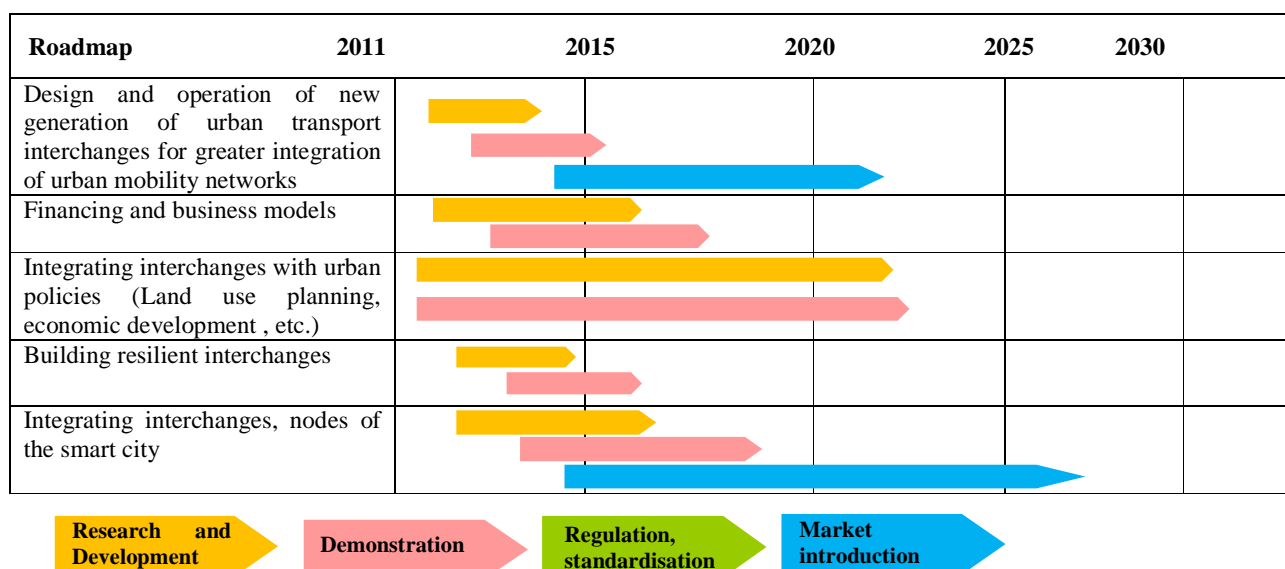 Roadmap 2011 2015 2020 2025 2030
Design and operation of new
generation of urban transport
interchanges for greater integration
of urban mobility networks
Financing and business models
Integrating interchanges with urban
policies (Land use planning,
economic development , etc.)
Building resilient interchanges
Integrating interchanges, nodes of
the smart city
Research and
Development
Demonstration
Regulation,
standardisation
Market
introduction